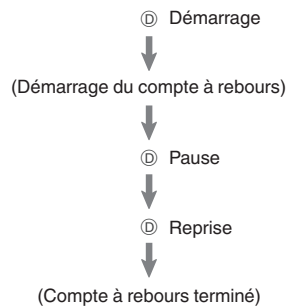 Ⓓ Démarrage
(Démarrage du compte à rebours)
Ⓓ Pause
Ⓓ Reprise
(Compte à rebours terminé)